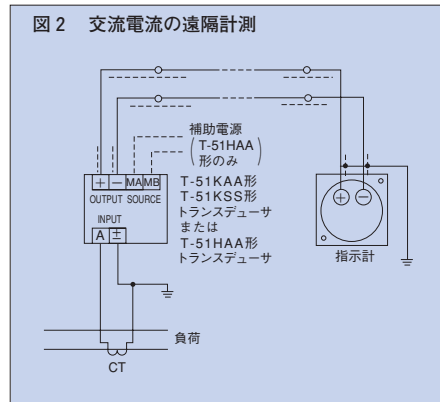 図2 交流電流の遠隔計測
補助電源
(T-51HAA
形のみ)
+ − MA MB
OUTPUT SOURCE
INPUT
A ±
T-51KAA形
T-51KSS形
トランスデューサ
または
T-51HAA形
トランスデューサ
+ −
指示計
負荷
CT